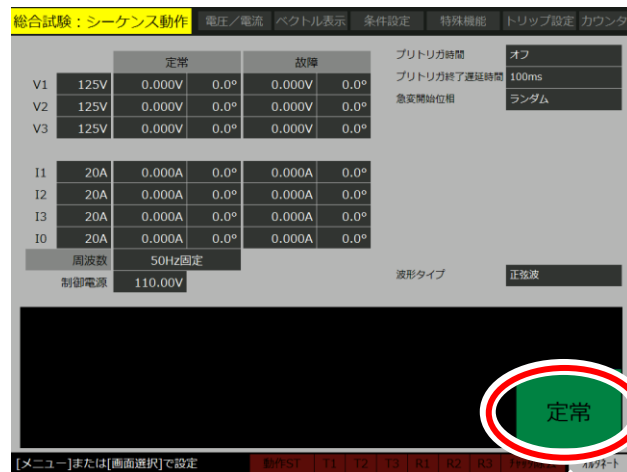 総合試験：シーケンス動作 電圧／電流 ベクトル表示 条件設定 特殊機能 トリップ設定 カウンタ
定常 故障
V1 125V 0.000V 0.0° 0.000V 0.0°
V2 125V 0.000V 0.0° 0.000V 0.0°
V3 125V 0.000V 0.0° 0.000V 0.0°
I1 20A 0.000A 0.0° 0.000A 0.0°
I2 20A 0.000A 0.0° 0.000A 0.0°
I3 20A 0.000A 0.0° 0.000A 0.0°
I0 20A 0.000A 0.0° 0.000A 0.0°
周波数 50Hz固定
制御電源 110.00V
プリトリガ時間 オフ
プリトリガ終了遅延時間 100ms
急変開始位相 ランダム
波形タイプ 正弦波
定常
[メニュー]または[画面選択]で設定 動作ST T1 T2 T3 R1 R2 R3 ｵﾙﾀﾈｰﾄ